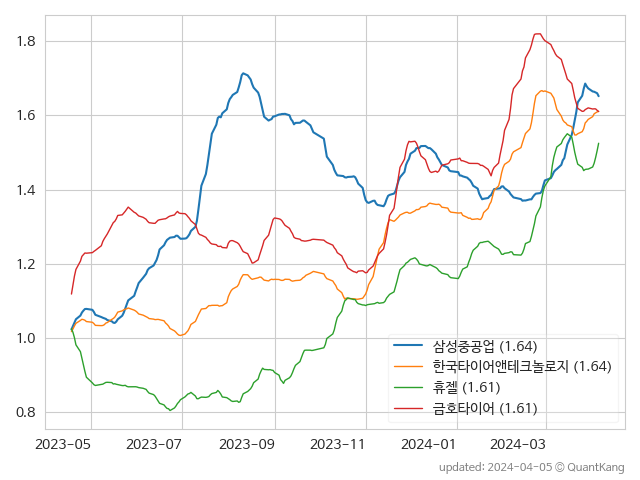 1.8
1.6
1.4
1.2
1.0
0.8
삼성중공업 (1.64)
한국타이어앤테크놀로지 (1.64)
휴젤 (1.61)
금호타이어 (1.61)
2023-05 2023-07 2023-09 2023-11 2024-01 2024-03
updated: 2024-04-05 © QuantKang